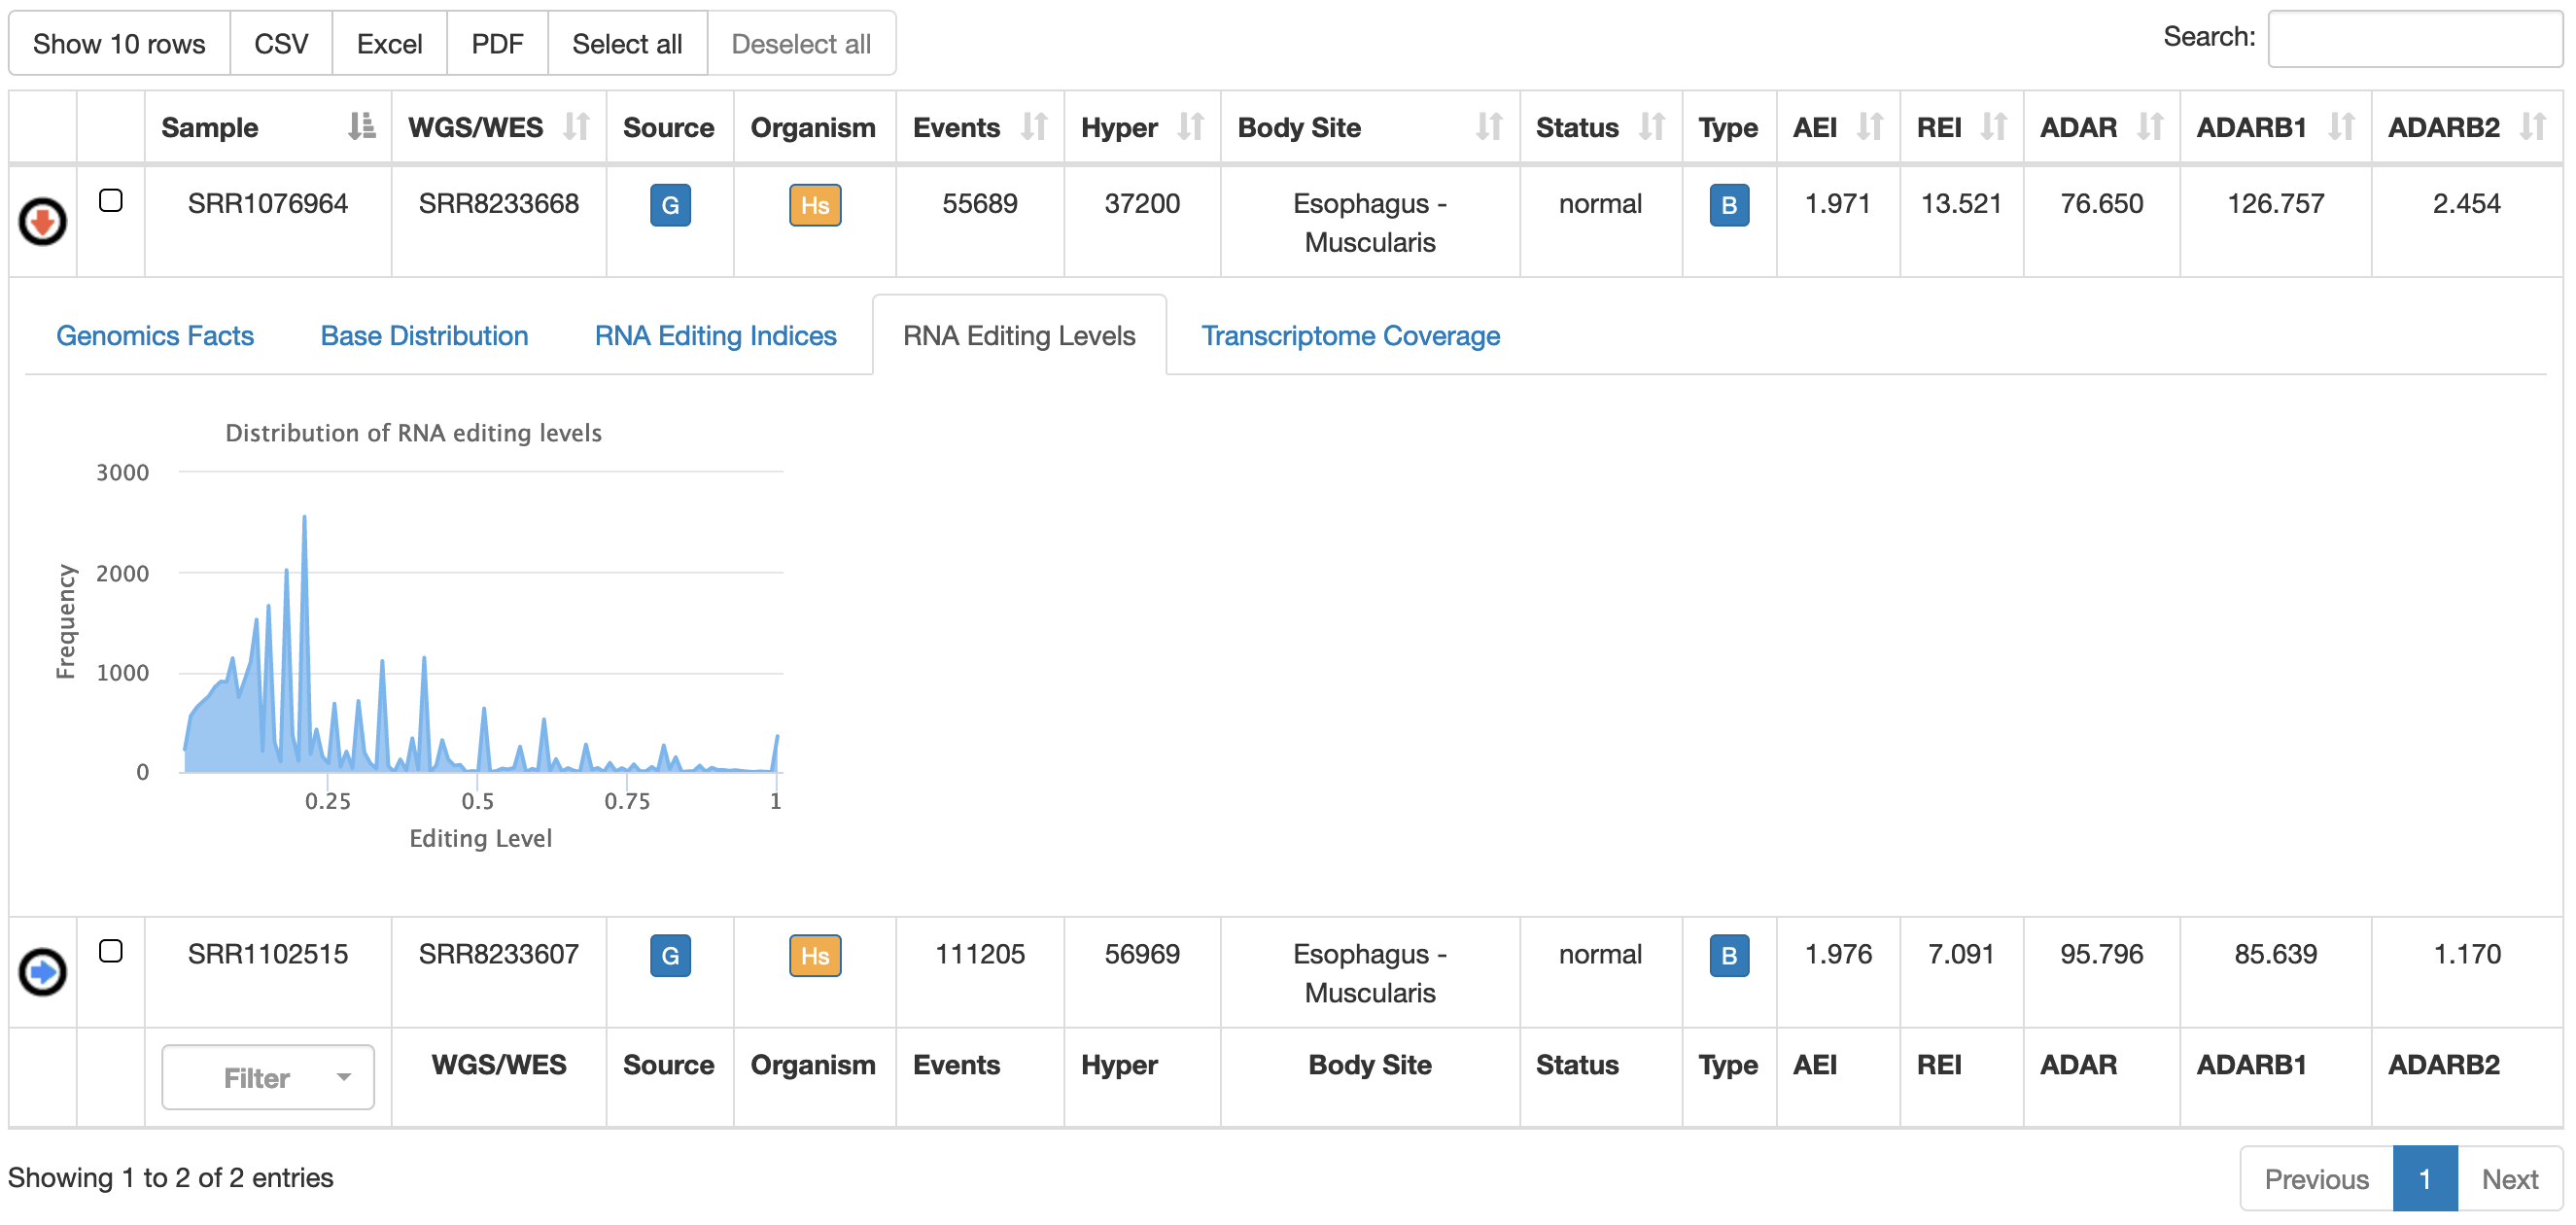 Show 10 rows CSV Excel PDF Select all Deselect all Search:
Sample WGS/WES Source Organism Events Hyper Body Site Status Type AEI REI ADAR ADARB1 ADARB2
SRR1076964 SRR8233668 G Hs 55689 37200 Esophagus - normal B 1.971 13.521 76.650 126.757 2.454
Muscularis
Genomics Facts Base Distribution RNA Editing Indices RNA Editing Levels Transcriptome Coverage
Distribution of RNA editing levels
3000
2000
1000
0
Frequency
0.25 0.5 0.75 1
Editing Level
SRR1102515 SRR8233607 G Hs 111205 56969 Esophagus - normal B 1.976 7.091 95.796 85.639 1.170
Muscularis
Filter WGS/WES Source Organism Events Hyper Body Site Status Type AEI REI ADAR ADARB1 ADARB2
Showing 1 to 2 of 2 entries Previous 1 Next